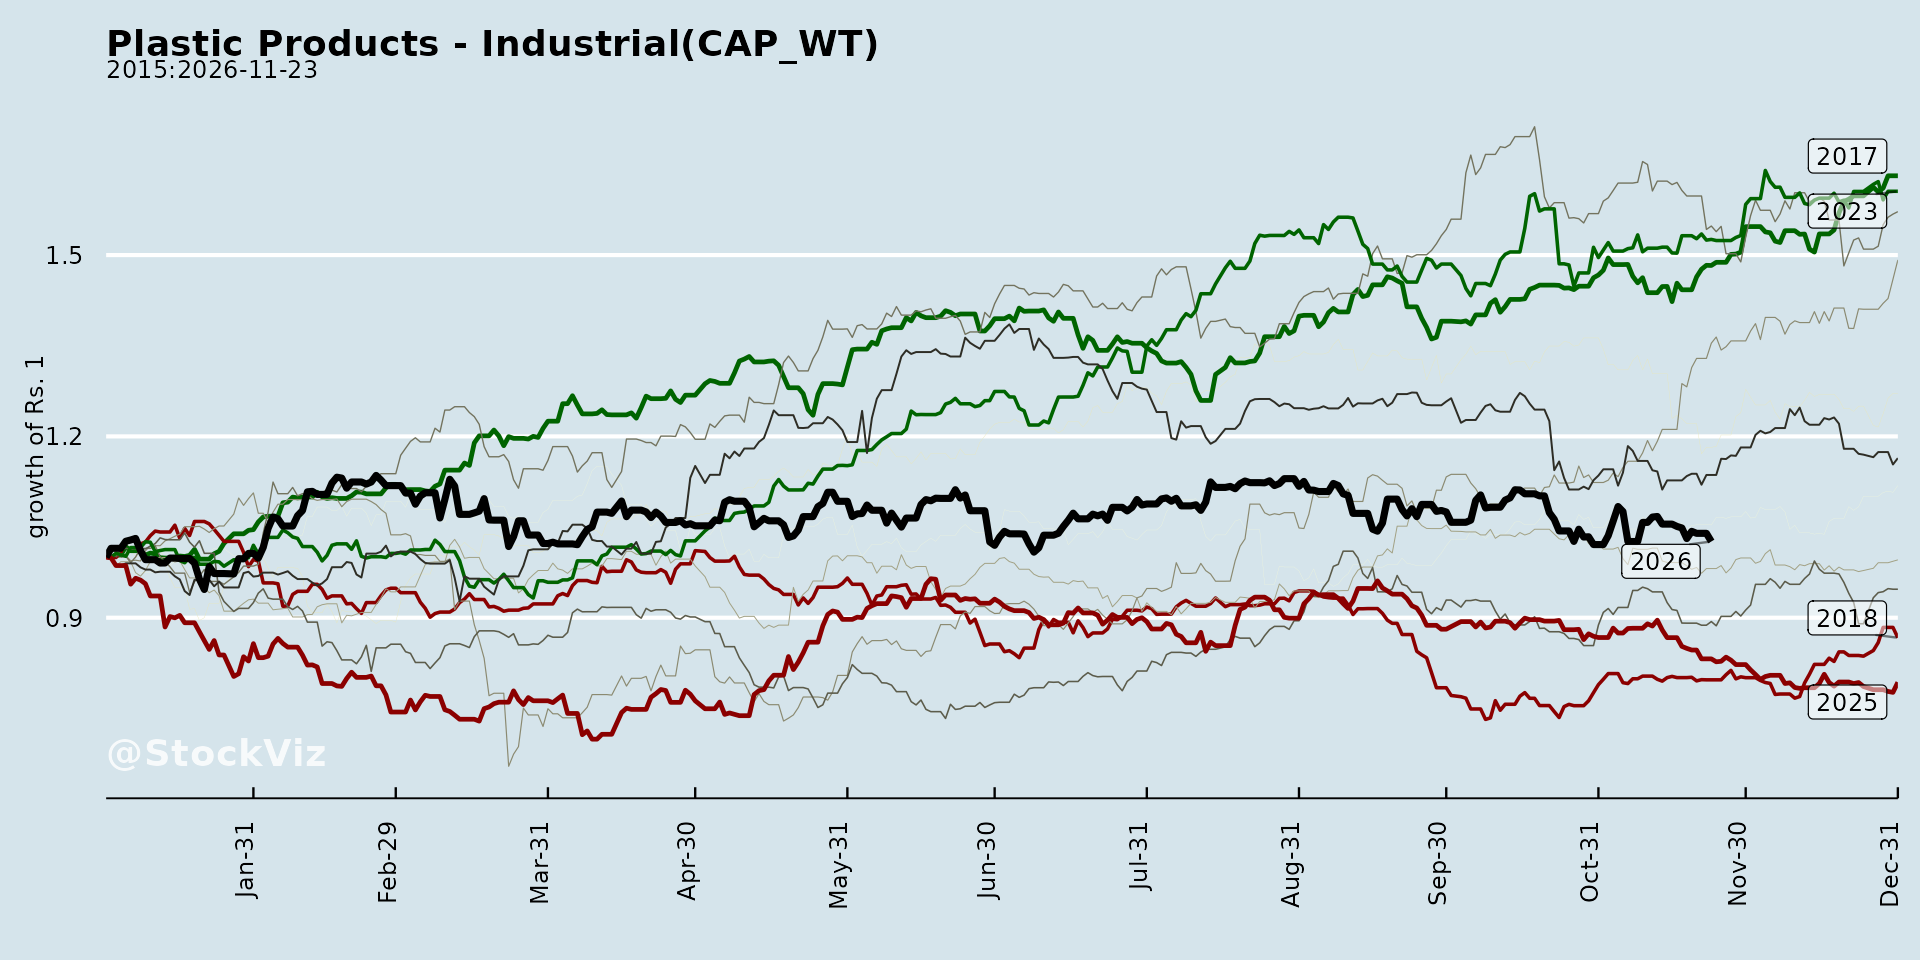 Plastic Products - Industrial(CAP_WT)
2015:2026-11-23
2017
2023
1.5
growth of Rs. 1
1.2
2026
0.9
2018
2025
@StockViz
Jan-31
Feb-29
Mar-31
Apr-30
May-31
Jun-30
Jul-31
Aug-31
Sep-30
Oct-31
Nov-30
Dec-31